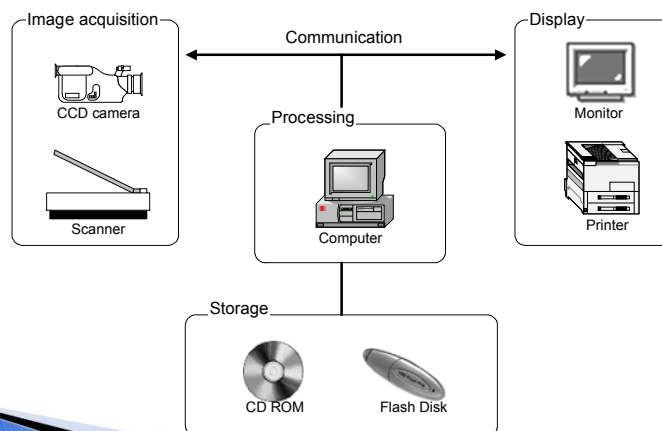 Image acquisition
Communication
Display
CCD camera
Monitor
Processing
Scanner
Computer
Printer
Storage
CD ROM
Flash Disk